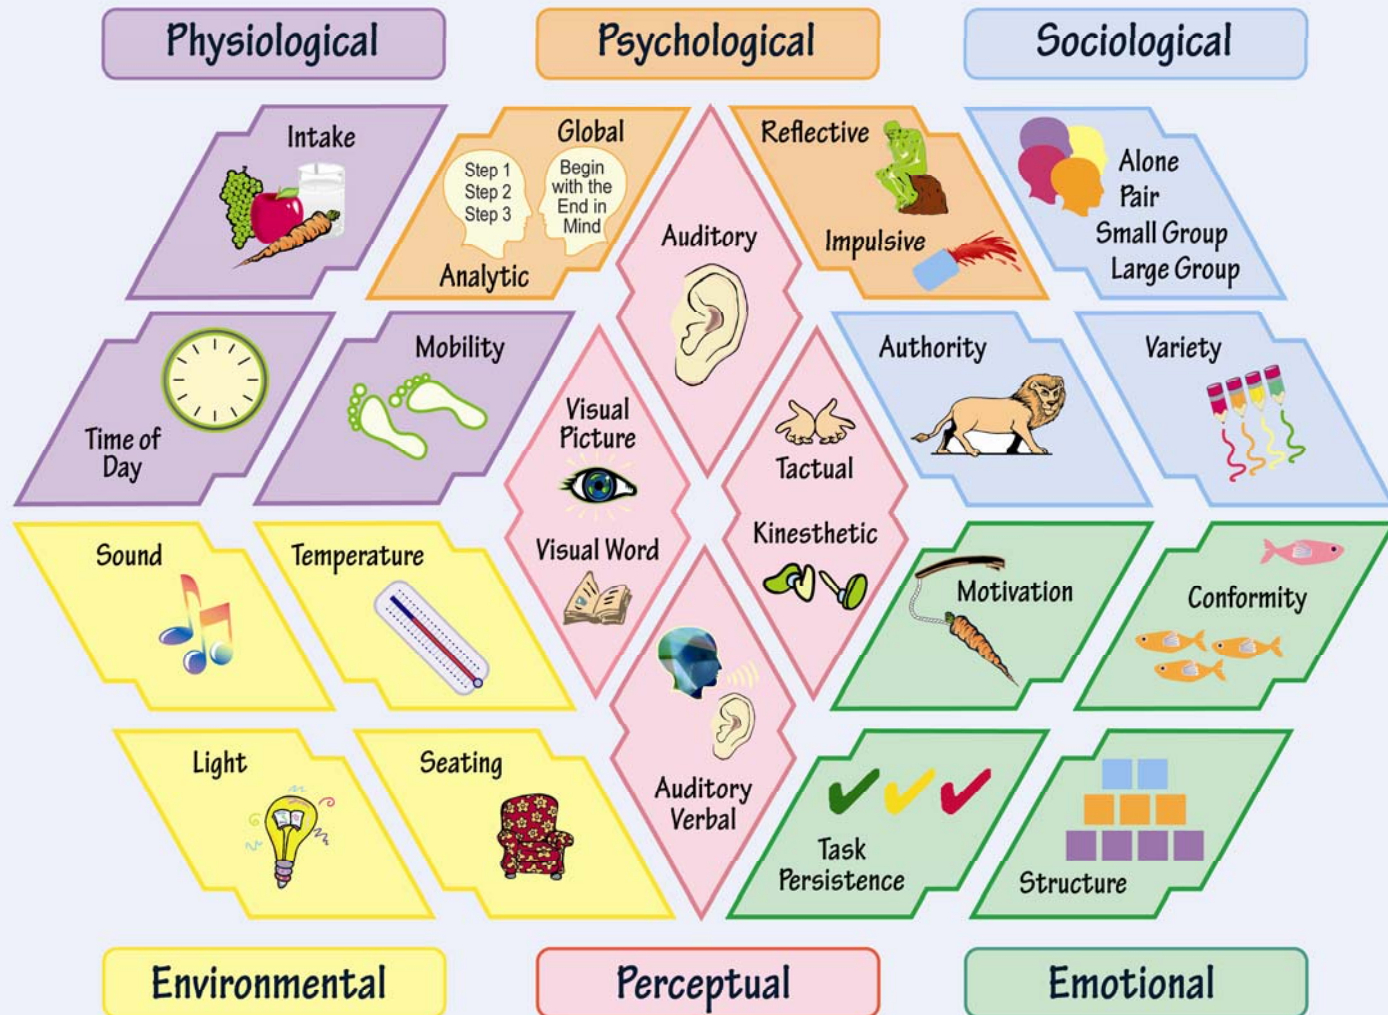 Physiological
Psychological
Sociological
Intake
Global
Analytic
Step 1
Step 2
Step 3
Begin
with the
End in
Mind
Auditory
Reflective
Impulsive
Alone
Pair
Small Group
Large Group
Time of
Day
Mobility
Visual
Picture
Visual Word
Tactual
Kinesthetic
Authority
Variety
Sound
Temperature
Motivation
Conformity
Light
Seating
Auditory
Verbal
Task
Persistence
Structure
Environmental
Perceptual
Emotional